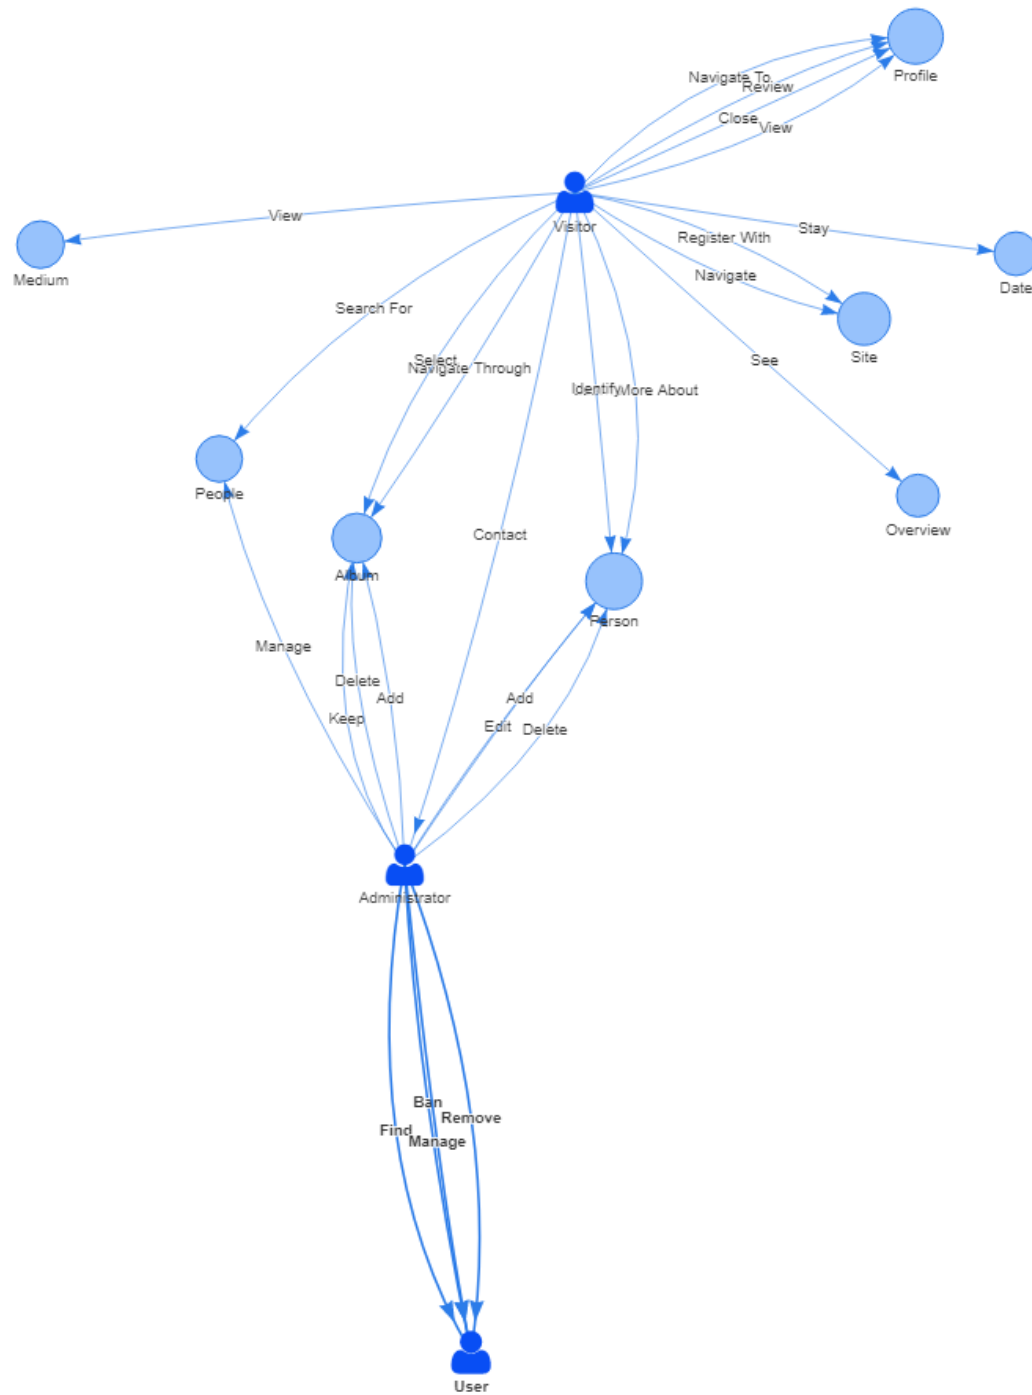 Profile
Navigate To
Review
Close
View
Visitor
View
Medium
Register With
Stay
Navigate
Date
Site
Search For
Select
Navigate Through
See
Identify
More About
People
Overview
Contact
Album
Person
Manage
Delete
Add
Keep
Add
Edit
Delete
Administrator
Ban
Remove
Find
Manage
User